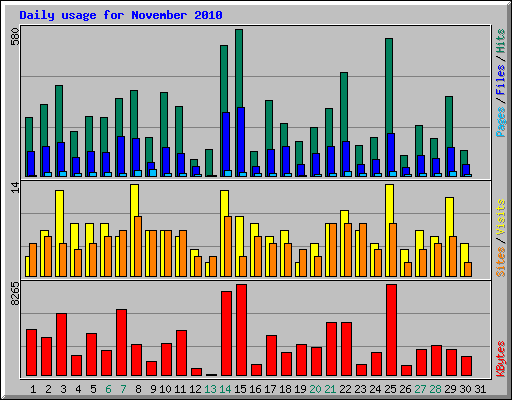 Daily usage for November 2010
580
14
8265
Pages / Files / Hits
Sites / Visits
KBytes
1 2 3 4 5 6 7 8 9 10 11 12 13 14 15 16 17 18 19 20 21 22 23 24 25 26 27 28 29 30 31